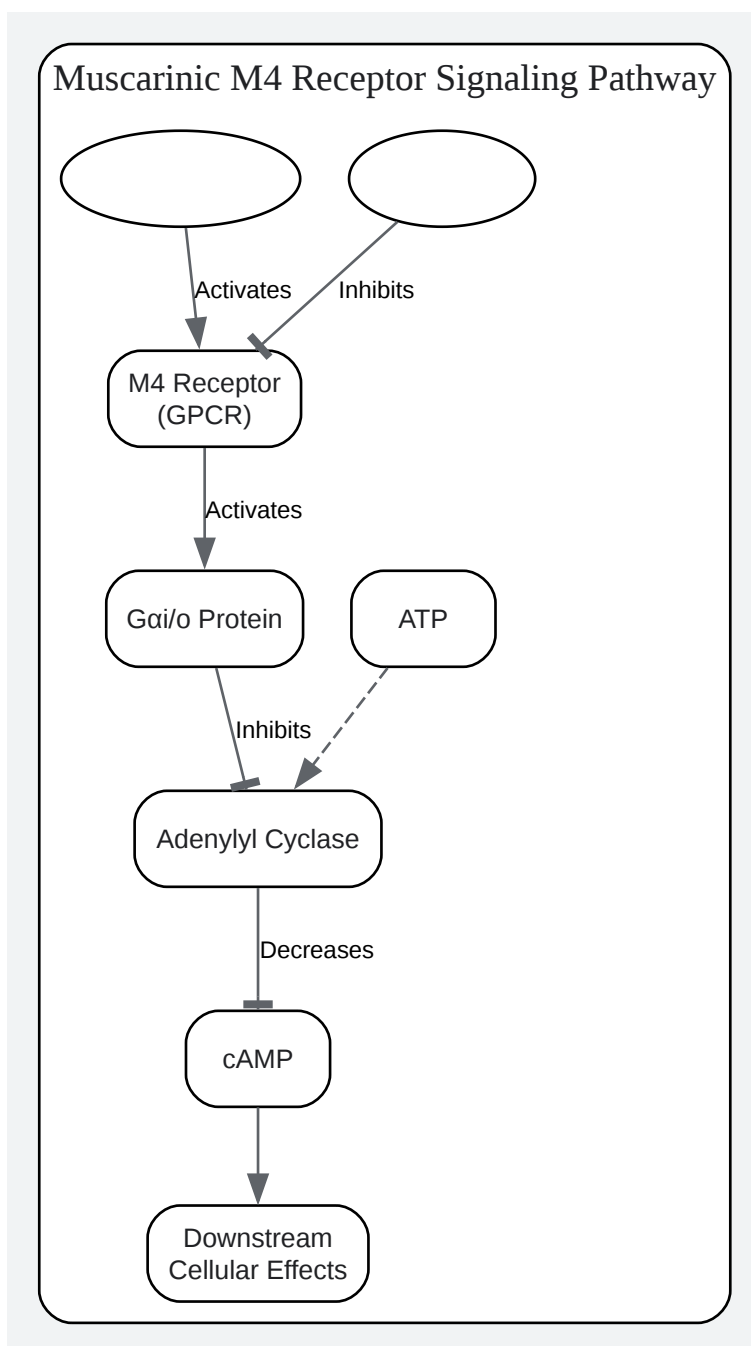 Muscarinic M4 Receptor Signaling Pathway
Activates
Inhibits
M4 Receptor
(GPCR)
Activates
Gαi/o Protein
ATP
Inhibits
Adenylyl Cyclase
Decreases
cAMP
Downstream
Cellular Effects